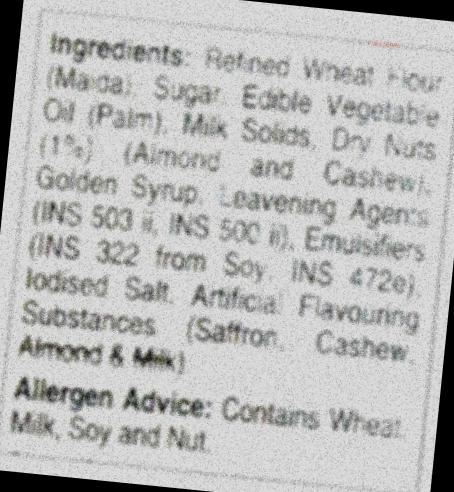 Ingredients: Refined Wheat Flour
(Maida), Sugar, Edible Vegetable
Oil (Palm), Milk Solids, Dry Nuts
(1%) (Almond and Cashew),
Golden Syrup, Leavening Agents
(INS 503 ii, INS 500 ii), Emulsifiers
(INS 322 from Soy, INS 472e),
Iodised Salt, Artificial Flavouring
Substances (Saffron, Cashew,
Almond & Milk)
Allergen Advice: Contains Wheat,
Milk, Soy and Nut.